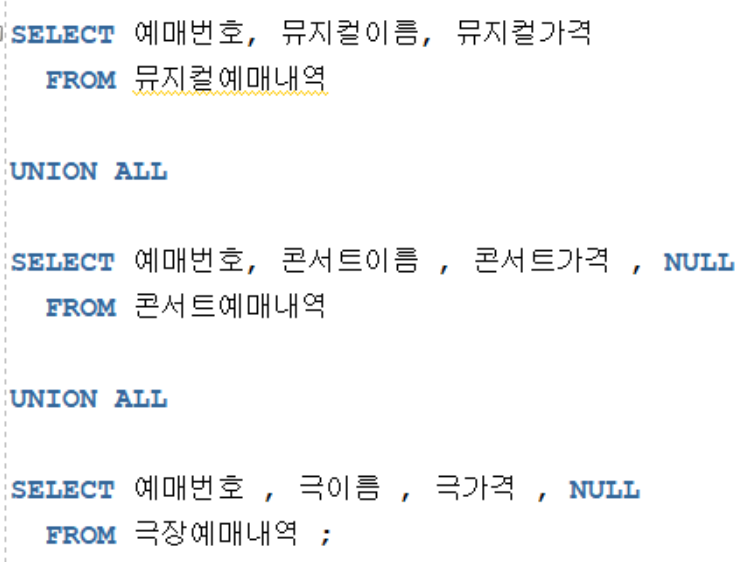 SELECT 예매번호, 뮤지컬이름, 뮤지컬가격
FROM 뮤지컬예매내역
UNION ALL
SELECT 예매번호, 콘서트이름 , 콘서트가격 , NULL
FROM 콘서트예매내역
UNION ALL
SELECT 예매번호 , 극이름 , 극가격 , NULL
FROM 극장예매내역 ;